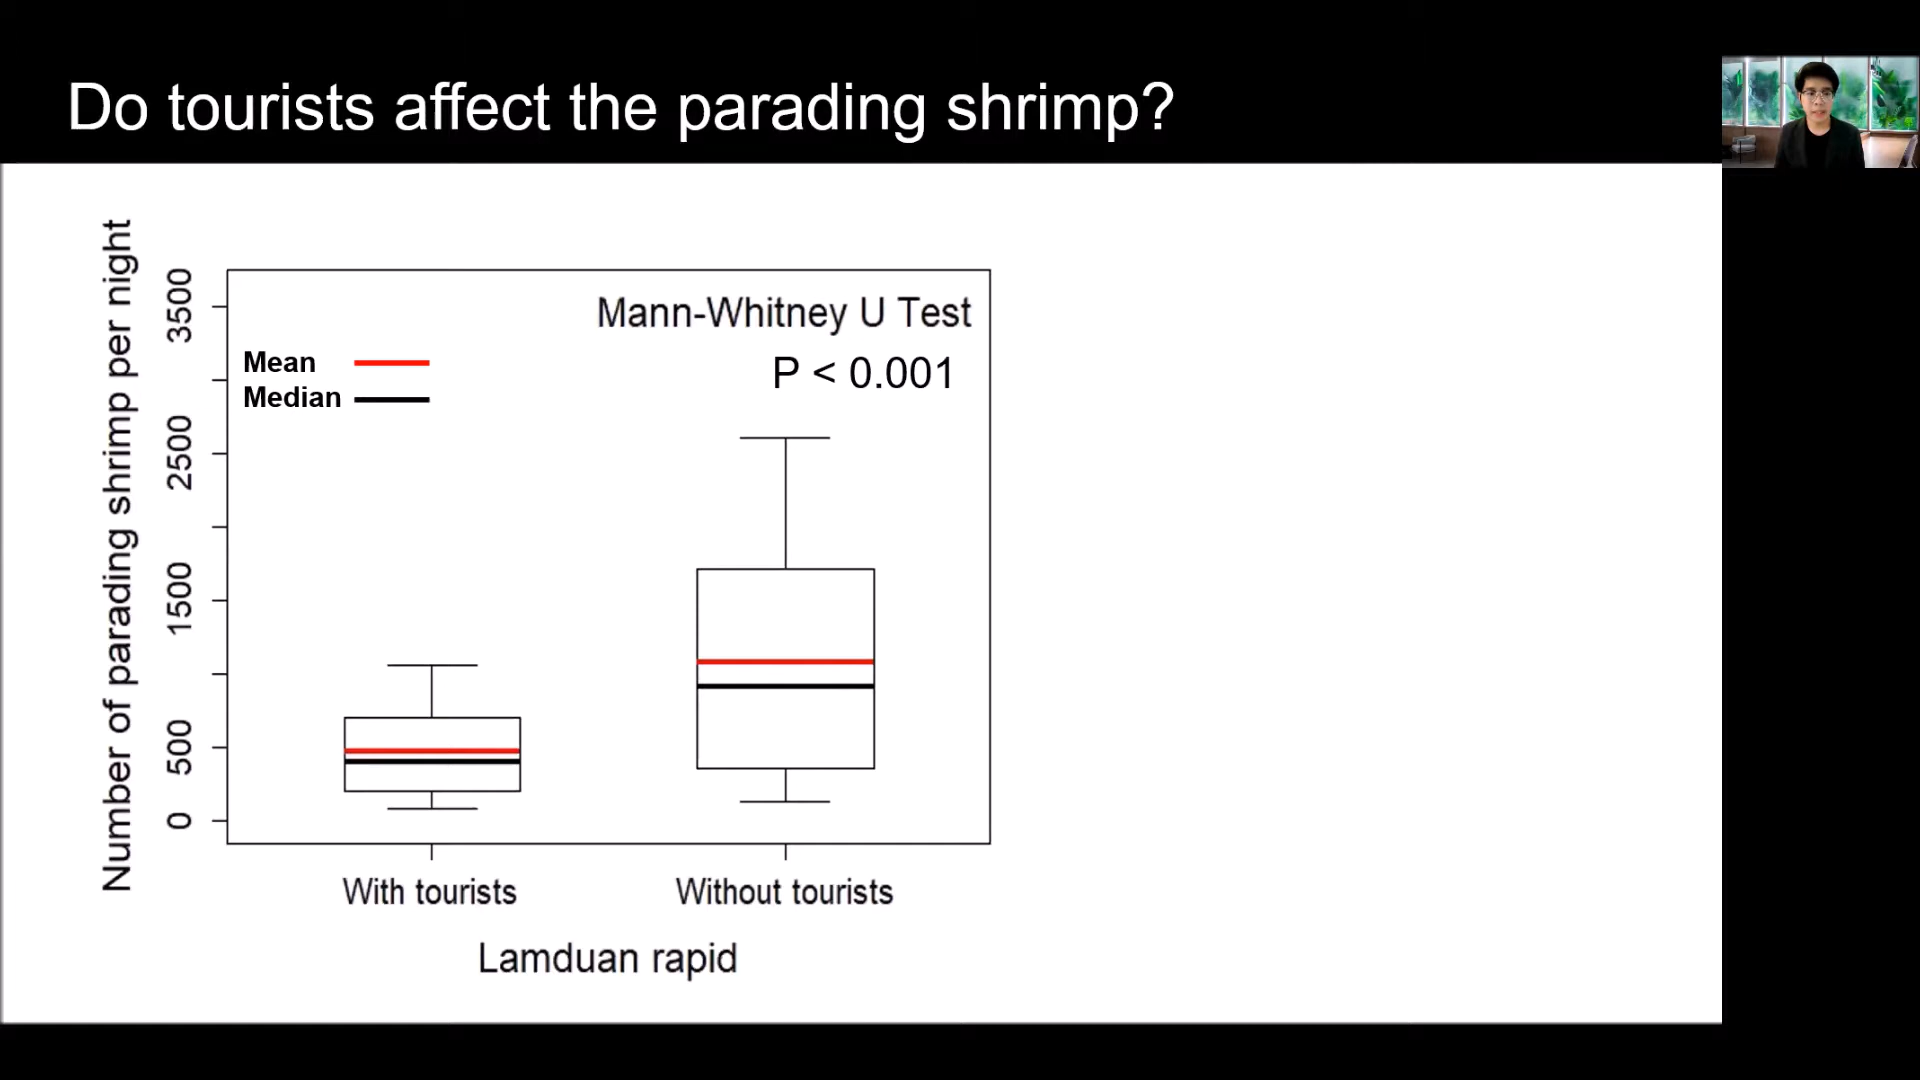 Do tourists affect the parading shrimp?
Number of parading shrimp per night
3500
2500
1500
500
0
Mann-Whitney U Test
P < 0.001
Mean
Median
With tourists
Without tourists
Lamduan rapid